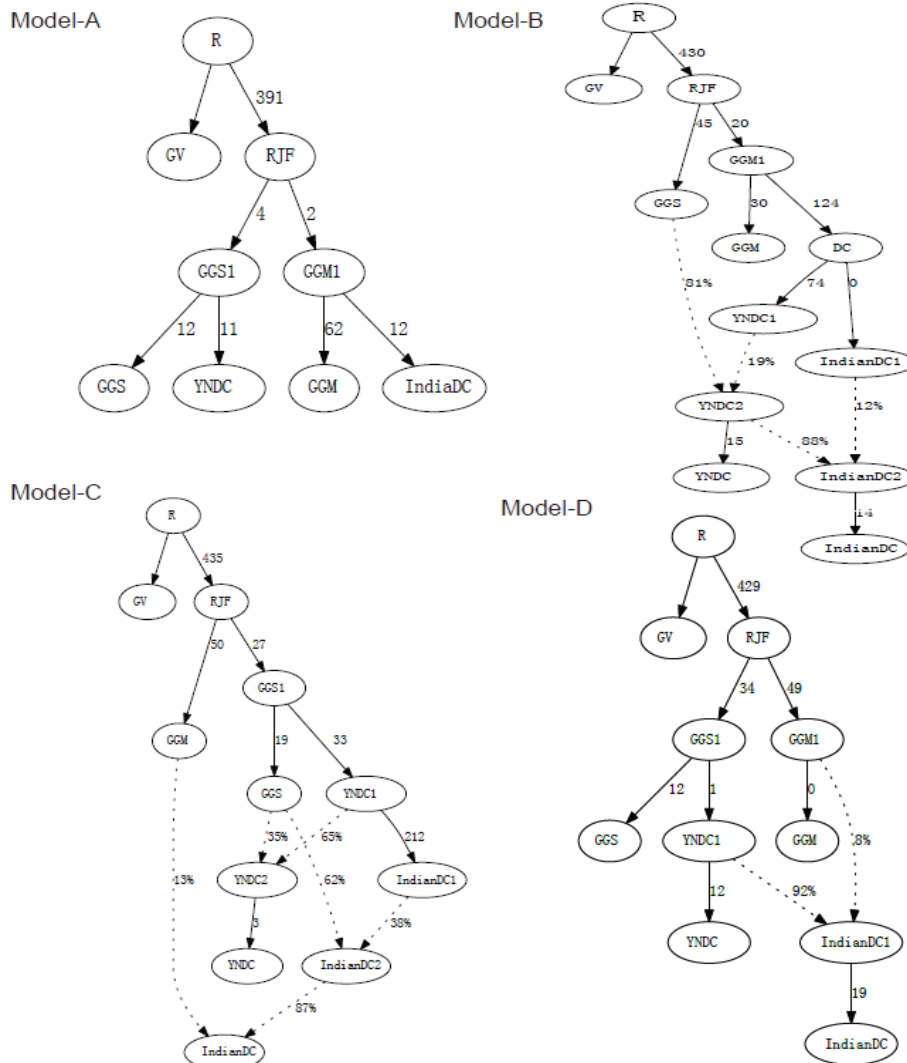 Model-A
R
391
GV
RJF
4
2
GGS1
GGM1
12
11
62
12
GGS
YNDC
GGM
IndiaDC
Model-B
R
430
GV
RJF
45
20
GGM1
GGS
30
124
GGM
DC
81%
74
0
YNDC1
19%
IndianDC1
YNDC2
12%
15
88%
YNDC
IndianDC2
14
IndianDC
Model-C
R
435
GV
RJF
50
27
GGS1
GGM
19
33
GGS
YNDC1
35%
65%
212
13%
YNDC2
62%
IndianDC1
3
38%
YNDC
IndianDC2
87%
IndianDC
Model-D
R
429
GV
RJF
34
49
GGS1
GGM1
12
1
0
GGS
YNDC1
GGM
8%
12
92%
YNDC
IndianDC1
19
IndianDC